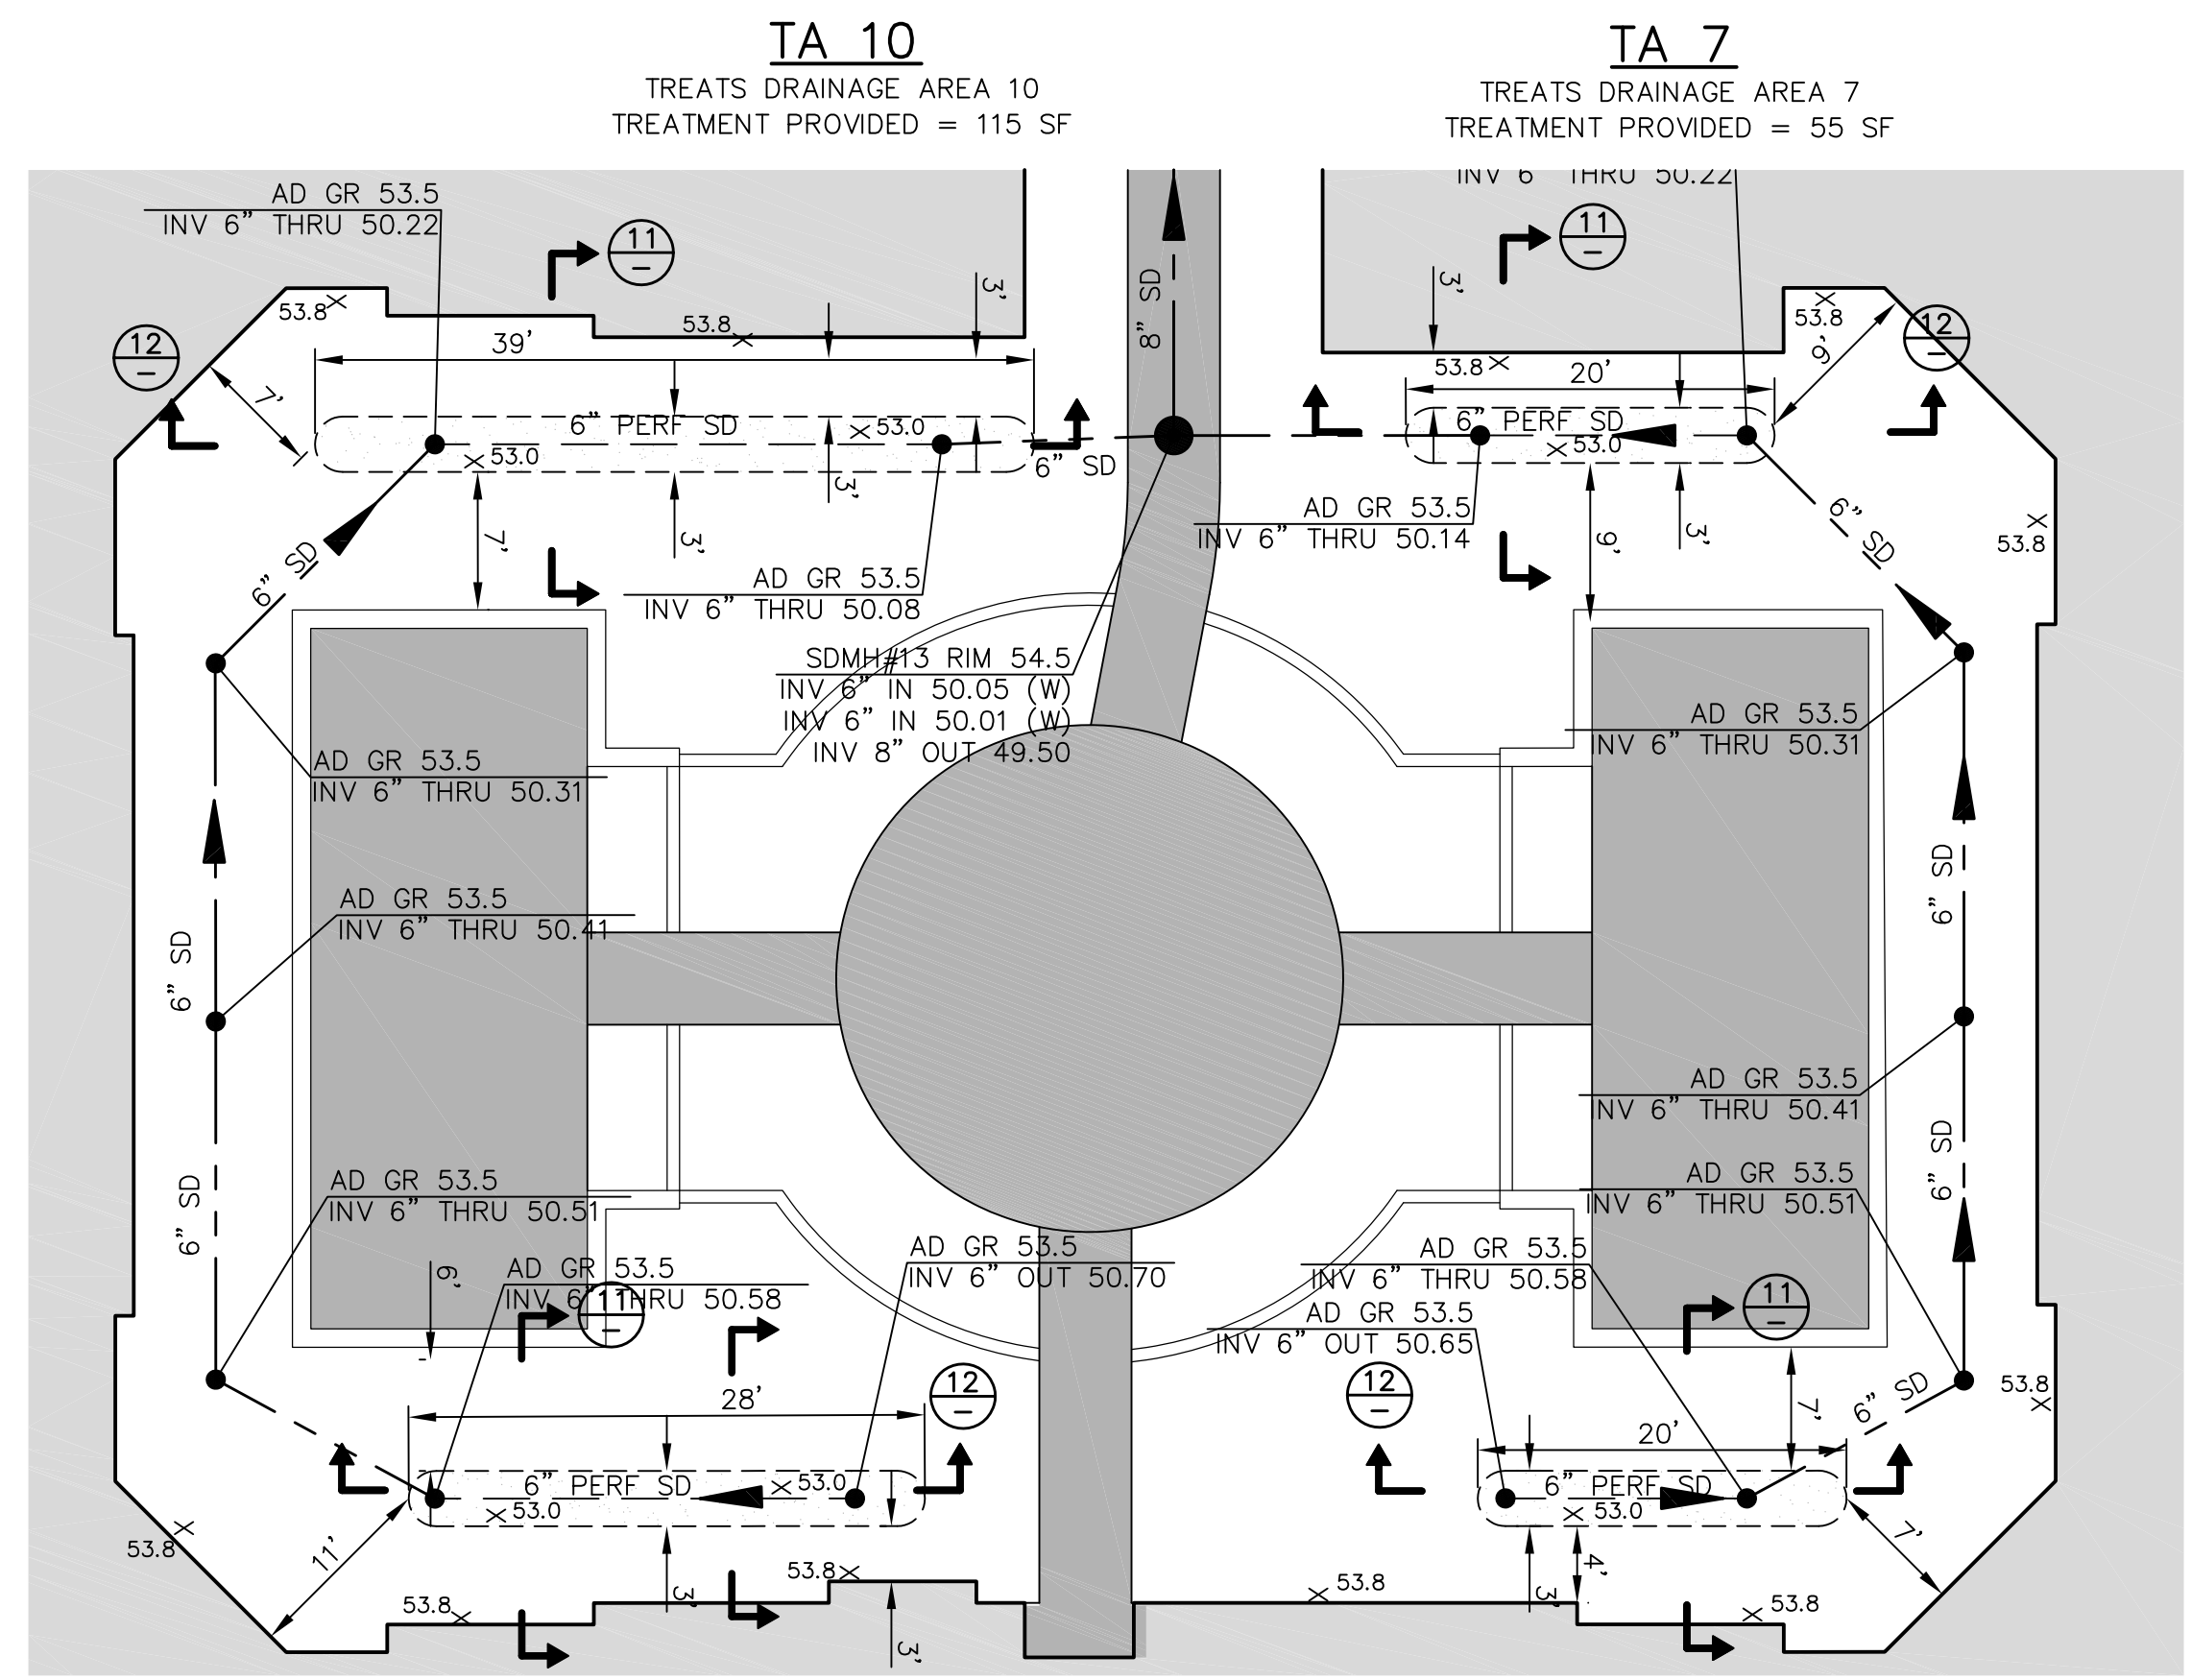 TA 10
TREATS DRAINAGE AREA 10
TREATMENT PROVIDED = 115 SF
TA 7
TREATS DRAINAGE AREA 7
TREATMENT PROVIDED = 55 SF
AD GR 53.5
INV 6" THRU 50.22
11
–
INV 6" THRU 50.22
11
–
53.8
53.8
3'
8" SD
3'
53.8
12
–
12
–
39'
7'
53.8
20'
9'
6" PERF SD
53.0
53.0
6" SD
6" PERF SD
53.0
3'
7'
3'
6" SD
AD GR 53.5
INV 6" THRU 50.14
9'
3'
6" SD
53.8
AD GR 53.5
INV 6" THRU 50.08
SDMH#13 RIM 54.5
INV 6" IN 50.05 (W)
INV 6" IN 50.01 (W)
INV 8" OUT 49.50
AD GR 53.5
INV 6" THRU 50.31
AD GR 53.5
INV 6" THRU 50.31
AD GR 53.5
INV 6" THRU 50.41
6" SD
6" SD
AD GR 53.5
INV 6" THRU 50.41
6" SD
6" SD
AD GR 53.5
INV 6" THRU 50.51
AD GR 53.5
INV 6" THRU 50.51
6'
AD GR 53.5
INV 6" THRU 50.58
11
–
AD GR 53.5
INV 6" OUT 50.70
AD GR 53.5
INV 6" THRU 50.58
AD GR 53.5
INV 6" OUT 50.65
11
–
28'
12
–
12
–
20'
7'
6" SD
53.8
6" PERF SD
53.0
53.0
6" PERF SD
53.0
53.8
11'
53.8
3'
53.8
3'
53.8
3'
4'
53.8
7'